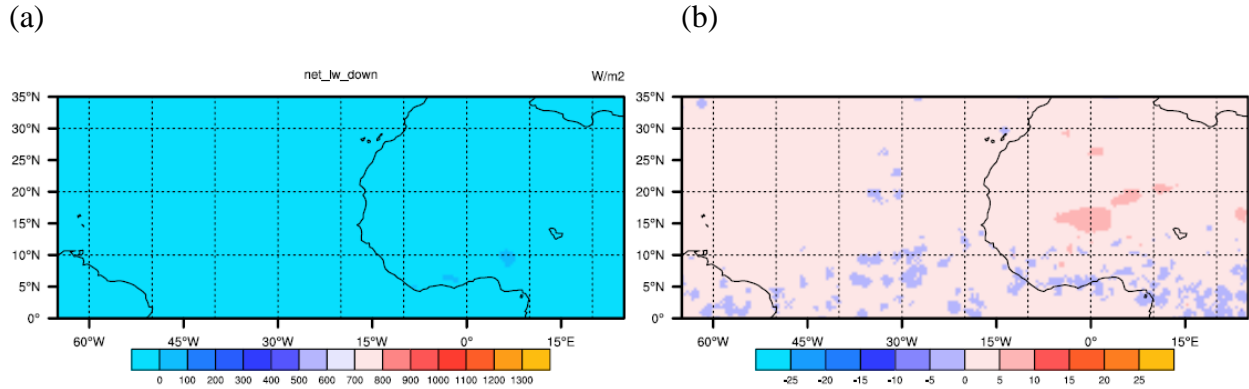 (a) (b)
net_lw_down W/m2
35°N 35°N
30°N 30°N
25°N 25°N
20°N 20°N
15°N 15°N
10°N 10°N
5°N 5°N
0° 0°
60°W 45°W 30°W 15°W 0° 15°E 60°W 45°W 30°W 15°W 0° 15°E
0 100 200 300 400 500 600 700 800 900 1000 1100 1200 1300 -25 -20 -15 -10 -5 0 5 10 15 20 25